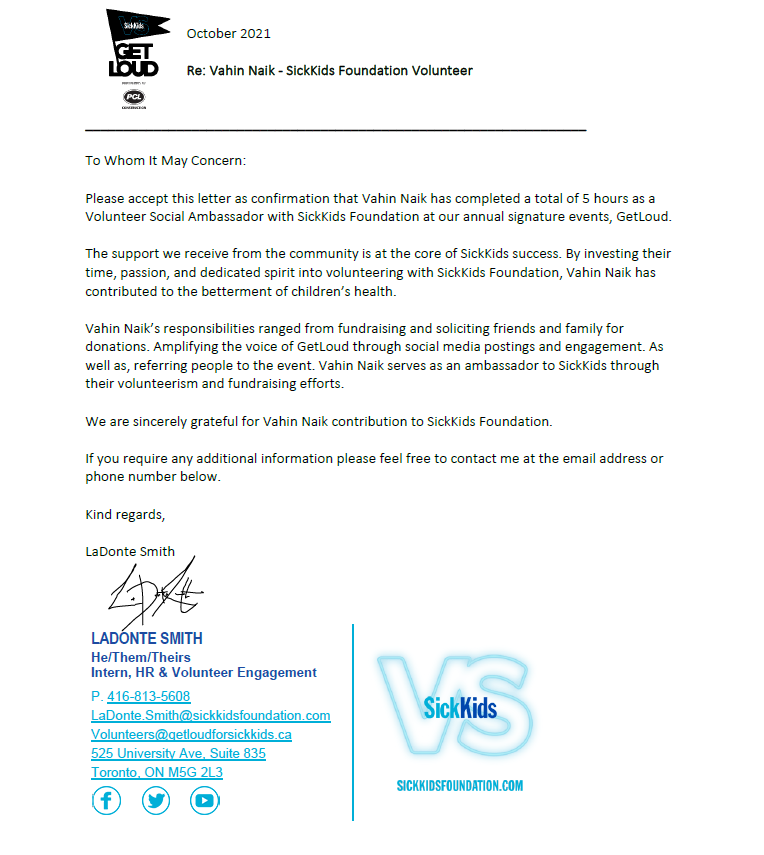 SickKids
GET
LOUD
PCL
CONSTRUCTION
October 2021
Re: Vahin Naik - SickKids Foundation Volunteer
To Whom It May Concern:
Please accept this letter as confirmation that Vahin Naik has completed a total of 5 hours as a
Volunteer Social Ambassador with SickKids Foundation at our annual signature events, GetLoud.
The support we receive from the community is at the core of SickKids success. By investing their
time, passion, and dedicated spirit into volunteering with SickKids Foundation, Vahin Naik has
contributed to the betterment of children’s health.
Vahin Naik’s responsibilities ranged from fundraising and soliciting friends and family for
donations. Amplifying the voice of GetLoud through social media postings and engagement. As
well as, referring people to the event. Vahin Naik serves as an ambassador to SickKids through
their volunteerism and fundraising efforts.
We are sincerely grateful for Vahin Naik contribution to SickKids Foundation.
If you require any additional information please feel free to contact me at the email address or
phone number below.
Kind regards,
LaDonte Smith
LADONTE SMITH
He/Them/Theirs
Intern, HR & Volunteer Engagement
P. 416-813-5608
LaDonte.Smith@sickkidsfoundation.com
Volunteers@getloudforsickkids.ca
525 University Ave, Suite 835
Toronto, ON M5G 2L3
VS
SickKids
SICKKIDSFOUNDATION.COM